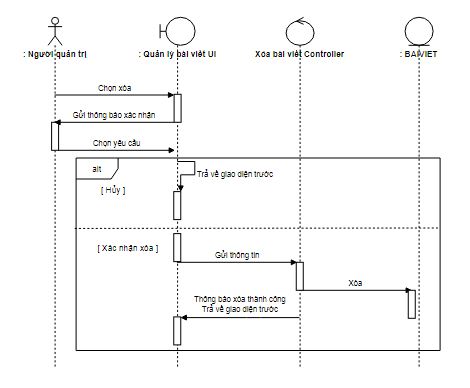 : Người quản trị
: Quản lý bài viết UI
Xóa bài viết Controller
: BAIVIET
Chọn xóa
Gửi thông báo xác nhận
Chọn yêu cầu
alt
Trả về giao diện trước
[ Hủy ]
[ Xác nhận xóa ]
Gửi thông tin
Xóa
Thông báo xóa thành công
Trả về giao diện trước